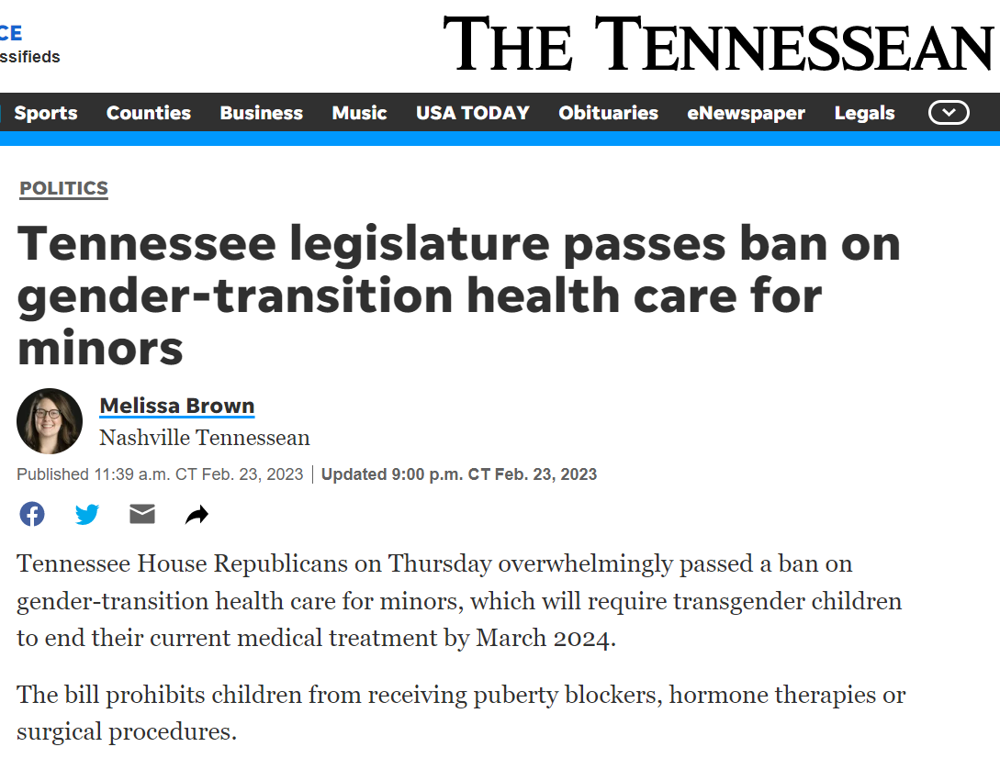 CE
ssifieds
THE TENNESSEAN
Sports Counties Business Music USA TODAY Obituaries eNewspaper Legals
POLITICS
Tennessee legislature passes ban on
gender-transition health care for
minors
Melissa Brown
Nashville Tennessean
Published 11:39 a.m. CT Feb. 23, 2023 | Updated 9:00 p.m. CT Feb. 23, 2023
Tennessee House Republicans on Thursday overwhelmingly passed a ban on
gender-transition health care for minors, which will require transgender children
to end their current medical treatment by March 2024.
The bill prohibits children from receiving puberty blockers, hormone therapies or
surgical procedures.